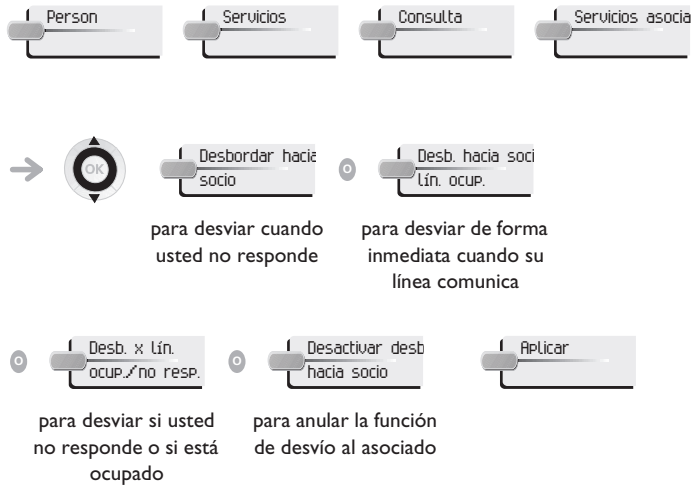 Person
Servicios
Consulta
Servicios asocia
OK
Desbordar hacia
socio
O
Desb. hacia soci
lín. ocup.
para desviar cuando
usted no responde
para desviar de forma
inmediata cuando su
línea comunica
O
Desb. x lín.
ocup./no resp.
O
Desactivar desb
hacia socio
Aplicar
para desviar si usted
no responde o si está
ocupado
para anular la función
de desvío al asociado